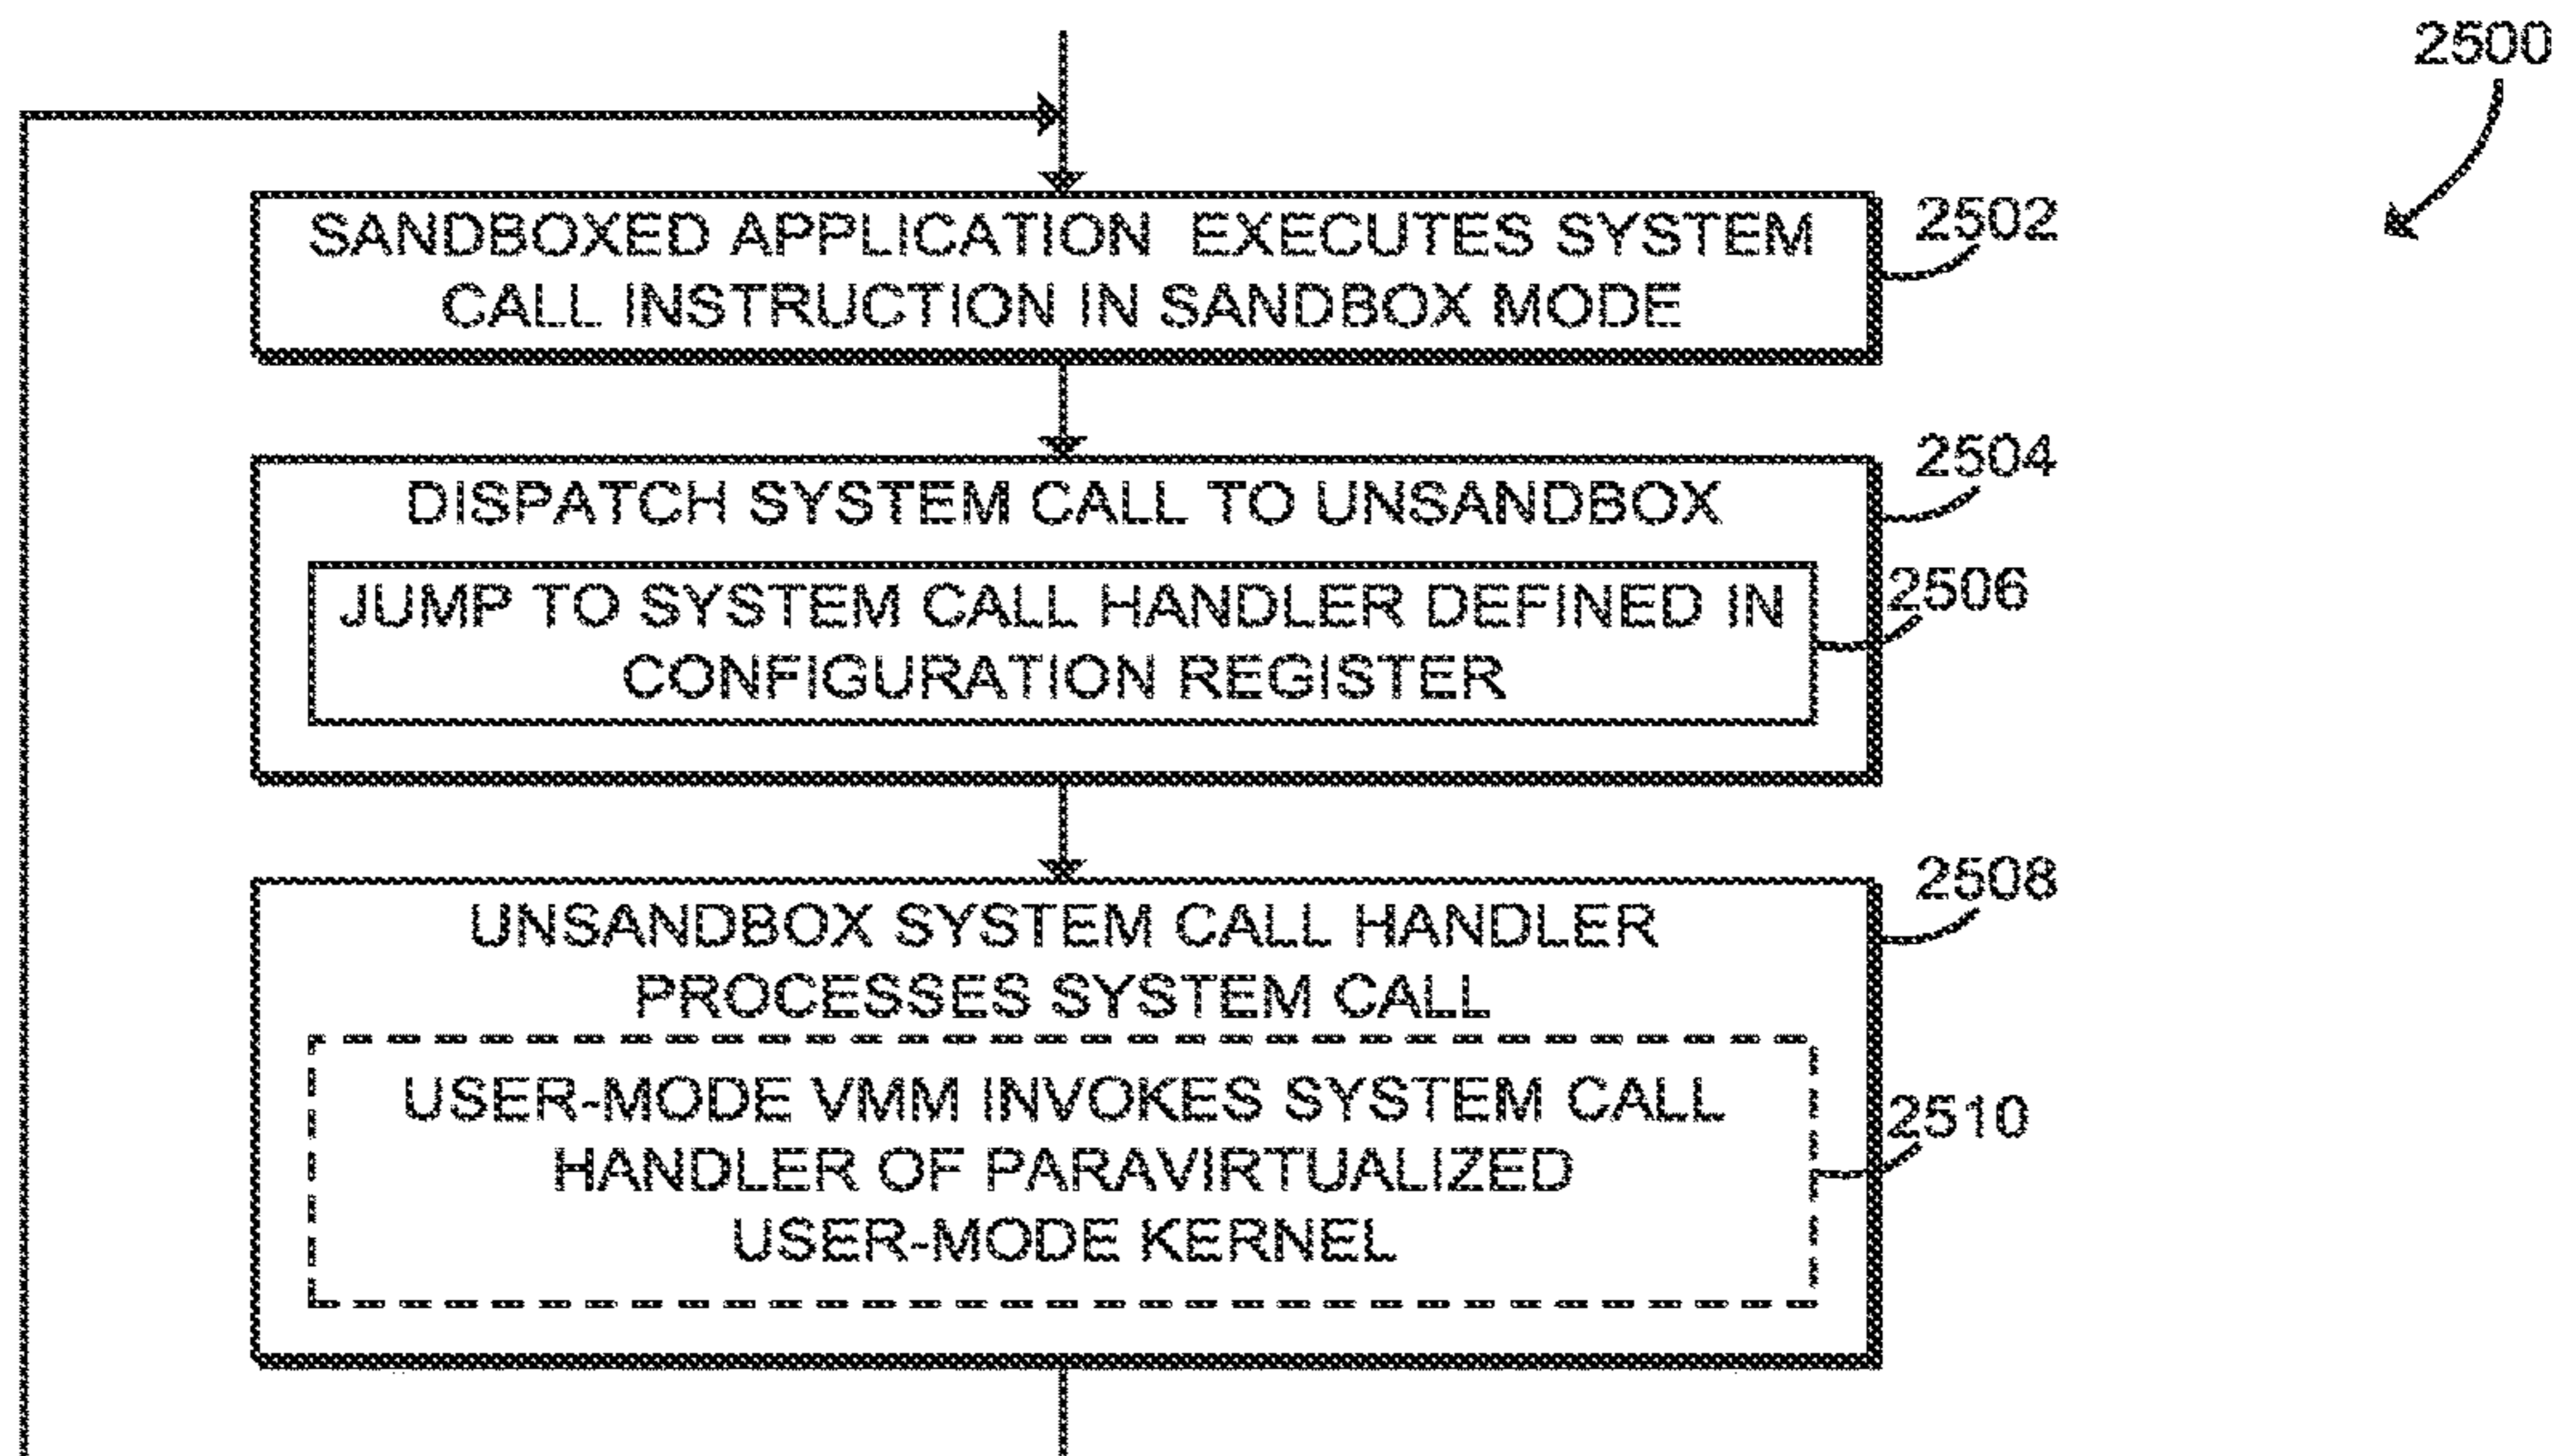 2500
SANDBOXED APPLICATION EXECUTES SYSTEM
CALL INSTRUCTION IN SANDBOX MODE
2502
DISPATCH SYSTEM CALL TO UNSANDBOX
2504
JUMP TO SYSTEM CALL HANDLER DEFINED IN
CONFIGURATION REGISTER
2506
UNSANDBOX SYSTEM CALL HANDLER
PROCESSES SYSTEM CALL
2508
USER-MODE VMM INVOKES SYSTEM CALL
HANDLER OF PARAVIRTUALIZED
USER-MODE KERNEL
2510